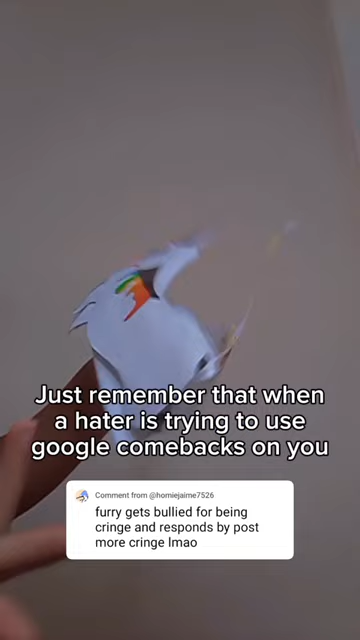 Just remember that when
a hater is trying to use
google comebacks on you
Comment from @homiejaime7526
furry gets bullied for being
cringe and responds by post
more cringe lmao